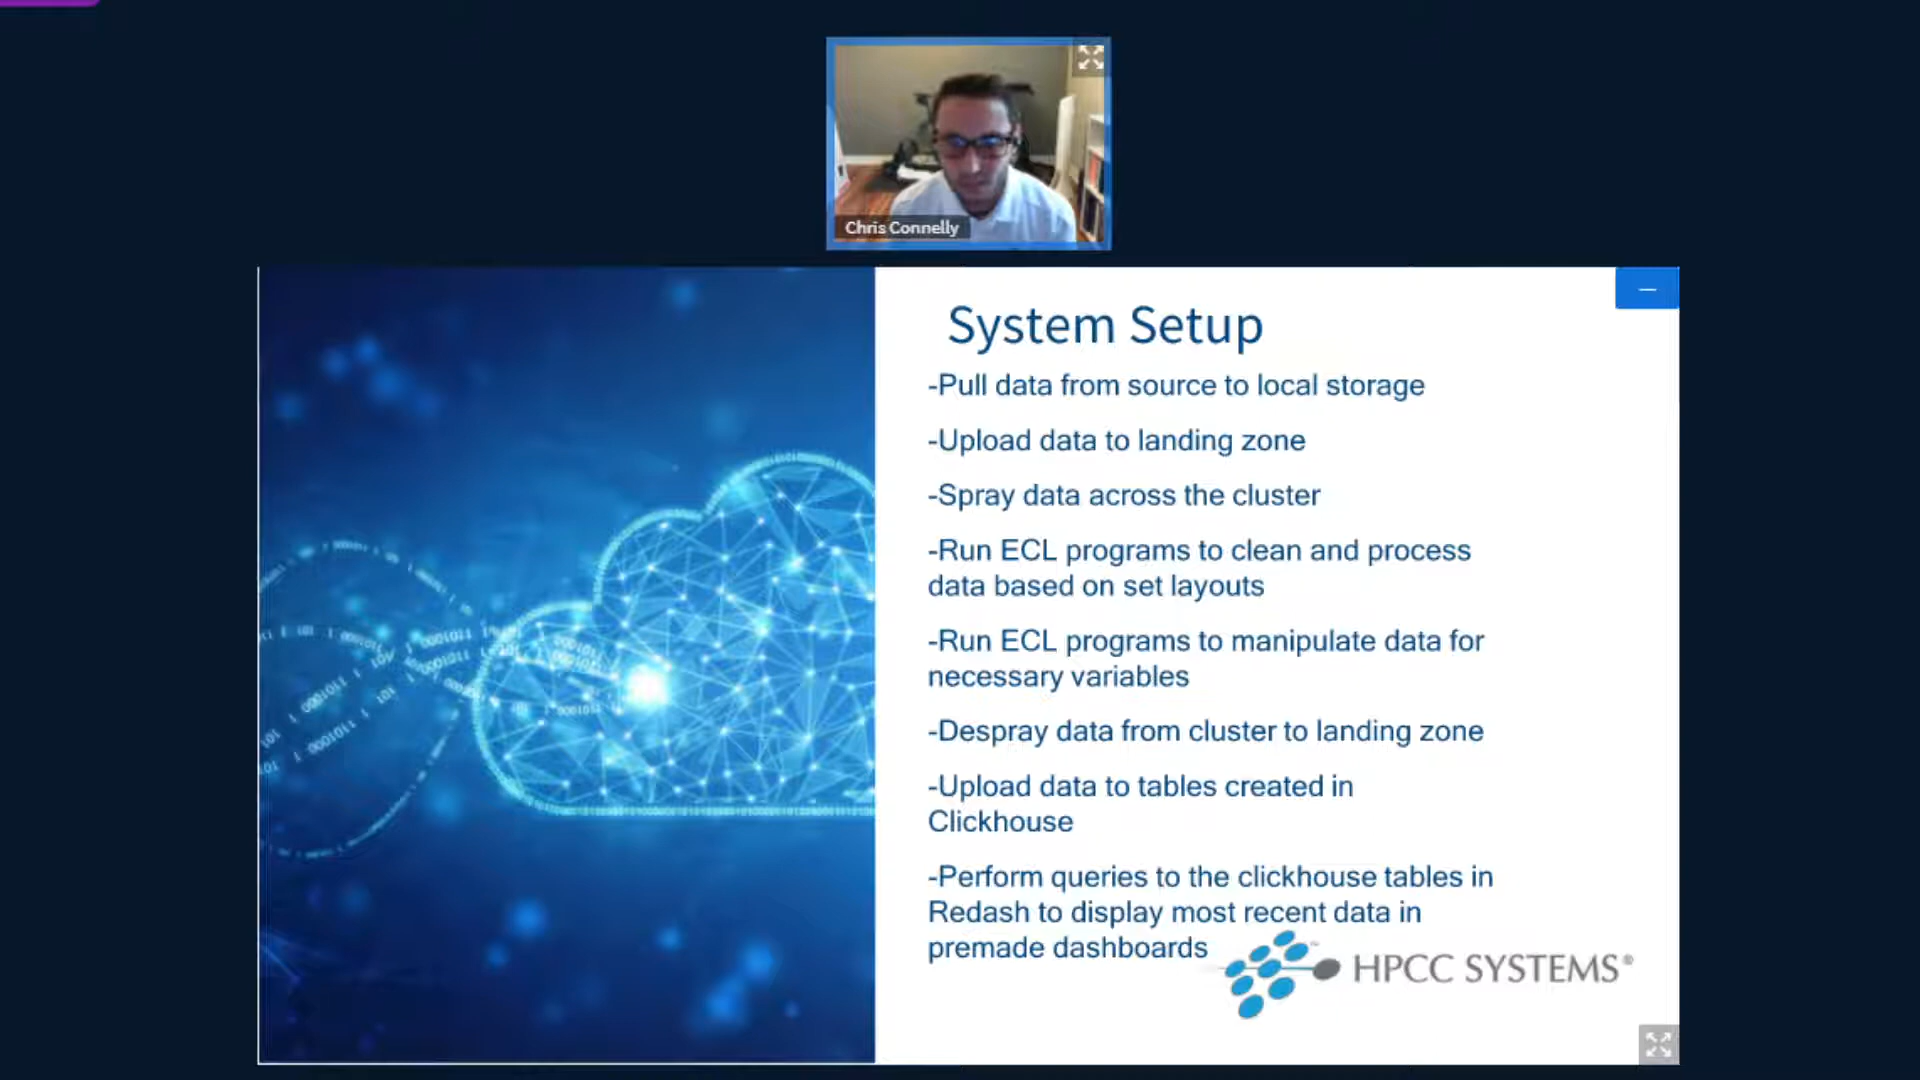 Chris Connelly
System Setup
-Pull data from source to local storage
-Upload data to landing zone
-Spray data across the cluster
-Run ECL programs to clean and process
data based on set layouts
-Run ECL programs to manipulate data for
necessary variables
-Despray data from cluster to landing zone
-Upload data to tables created in
Clickhouse
-Perform queries to the clickhouse tables in
Redash to display most recent data in
premade dashboards
HPCC SYSTEMS®